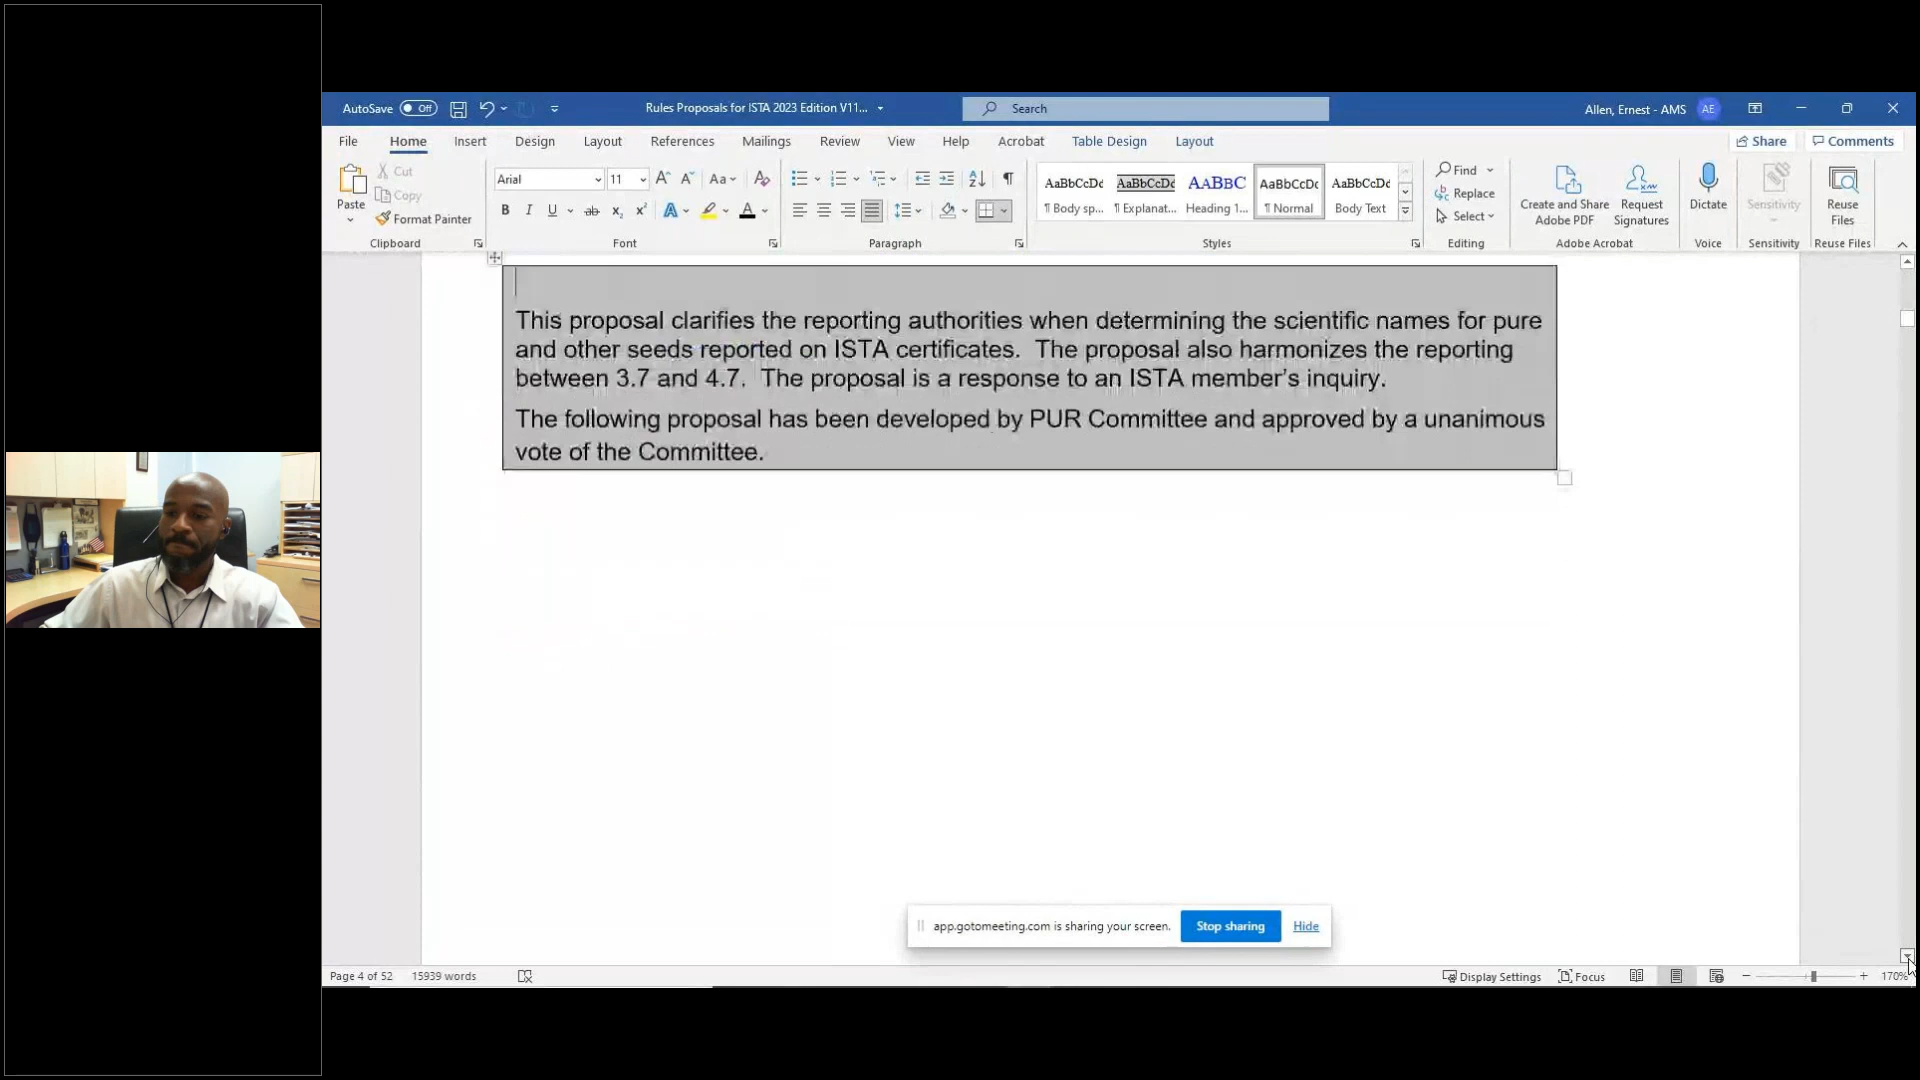 AutoSave Off
Rules Proposals for ISTA 2023 Edition V11...
Search
Allen, Ernest - AMS AE
File Home Insert Design Layout References Mailings Review View Help Acrobat Table Design Layout
Share Comments
Paste
Cut
Copy
Format Painter
Clipboard
Arial 11
Font
Paragraph
AaBbCcDc AaBbCcDc AABBC AaBbCcDc AaBbCcDc
¶ Body sp... ¶ Explanat... Heading 1... ¶ Normal Body Text
Styles
Find
Replace
Select
Editing
Create and Share
Adobe PDF
Request
Signatures
Adobe Acrobat
Dictate
Voice
Sensitivity
Sensitivity
Reuse
Files
Reuse Files
This proposal clarifies the reporting authorities when determining the scientific names for pure
and other seeds reported on ISTA certificates. The proposal also harmonizes the reporting
between 3.7 and 4.7. The proposal is a response to an ISTA member's inquiry.
The following proposal has been developed by PUR Committee and approved by a unanimous
vote of the Committee.
app.gotomeeting.com is sharing your screen. Stop sharing Hide
Page 4 of 52 15939 words
Display Settings Focus 170%